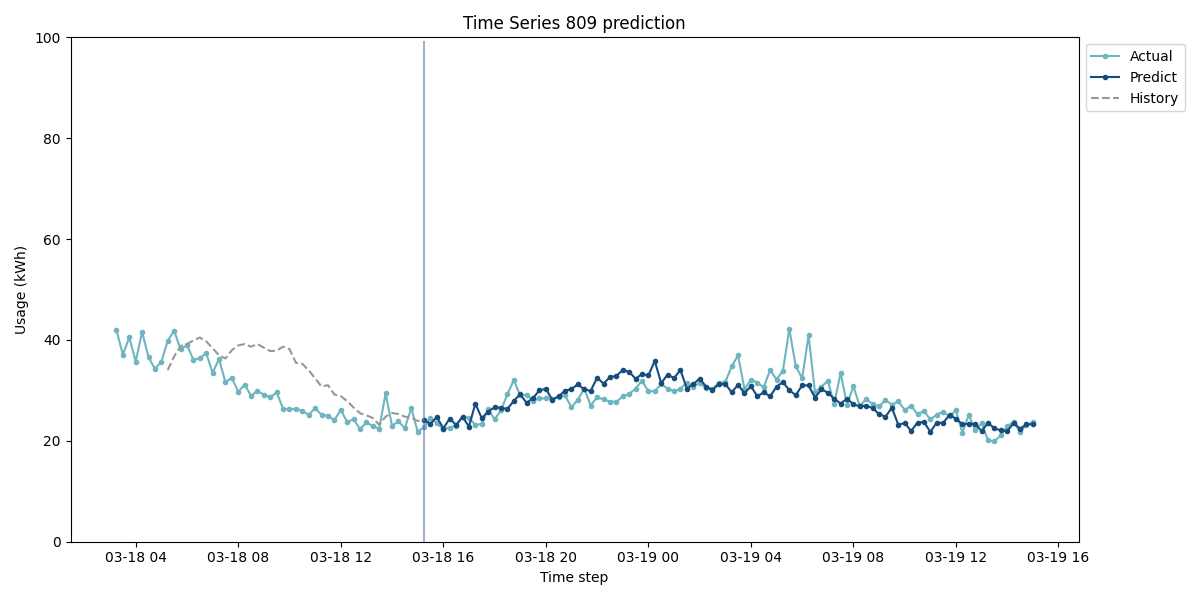 Time Series 809 prediction
100
80
60
40
20
0
Usage (kWh)
03-18 04
03-18 08
03-18 12
03-18 16
03-18 20
03-19 00
03-19 04
03-19 08
03-19 12
03-19 16
Time step
Actual
Predict
History